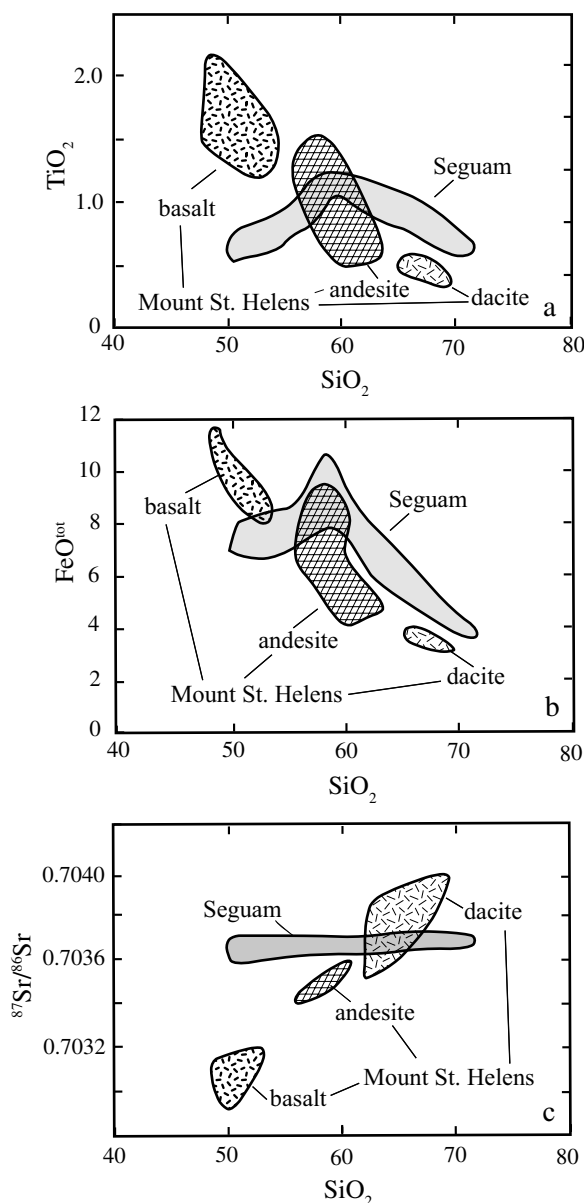 2.0
TiO₂
Seguam
basalt
1.0
andesite
Mount St. Helens
dacite
a
0
40 50 60 70 80
SiO₂
12
10
basalt
Seguam
8
FeOᵗᵒᵗ
6
andesite
4
Mount St. Helens
dacite
2
b
0
40 50 60 70 80
SiO₂
0.7040
Seguam
dacite
⁸⁷Sr/⁸⁶Sr
0.7036
andesite
0.7032
Mount St. Helens
basalt
c
40 50 60 70 80
SiO₂